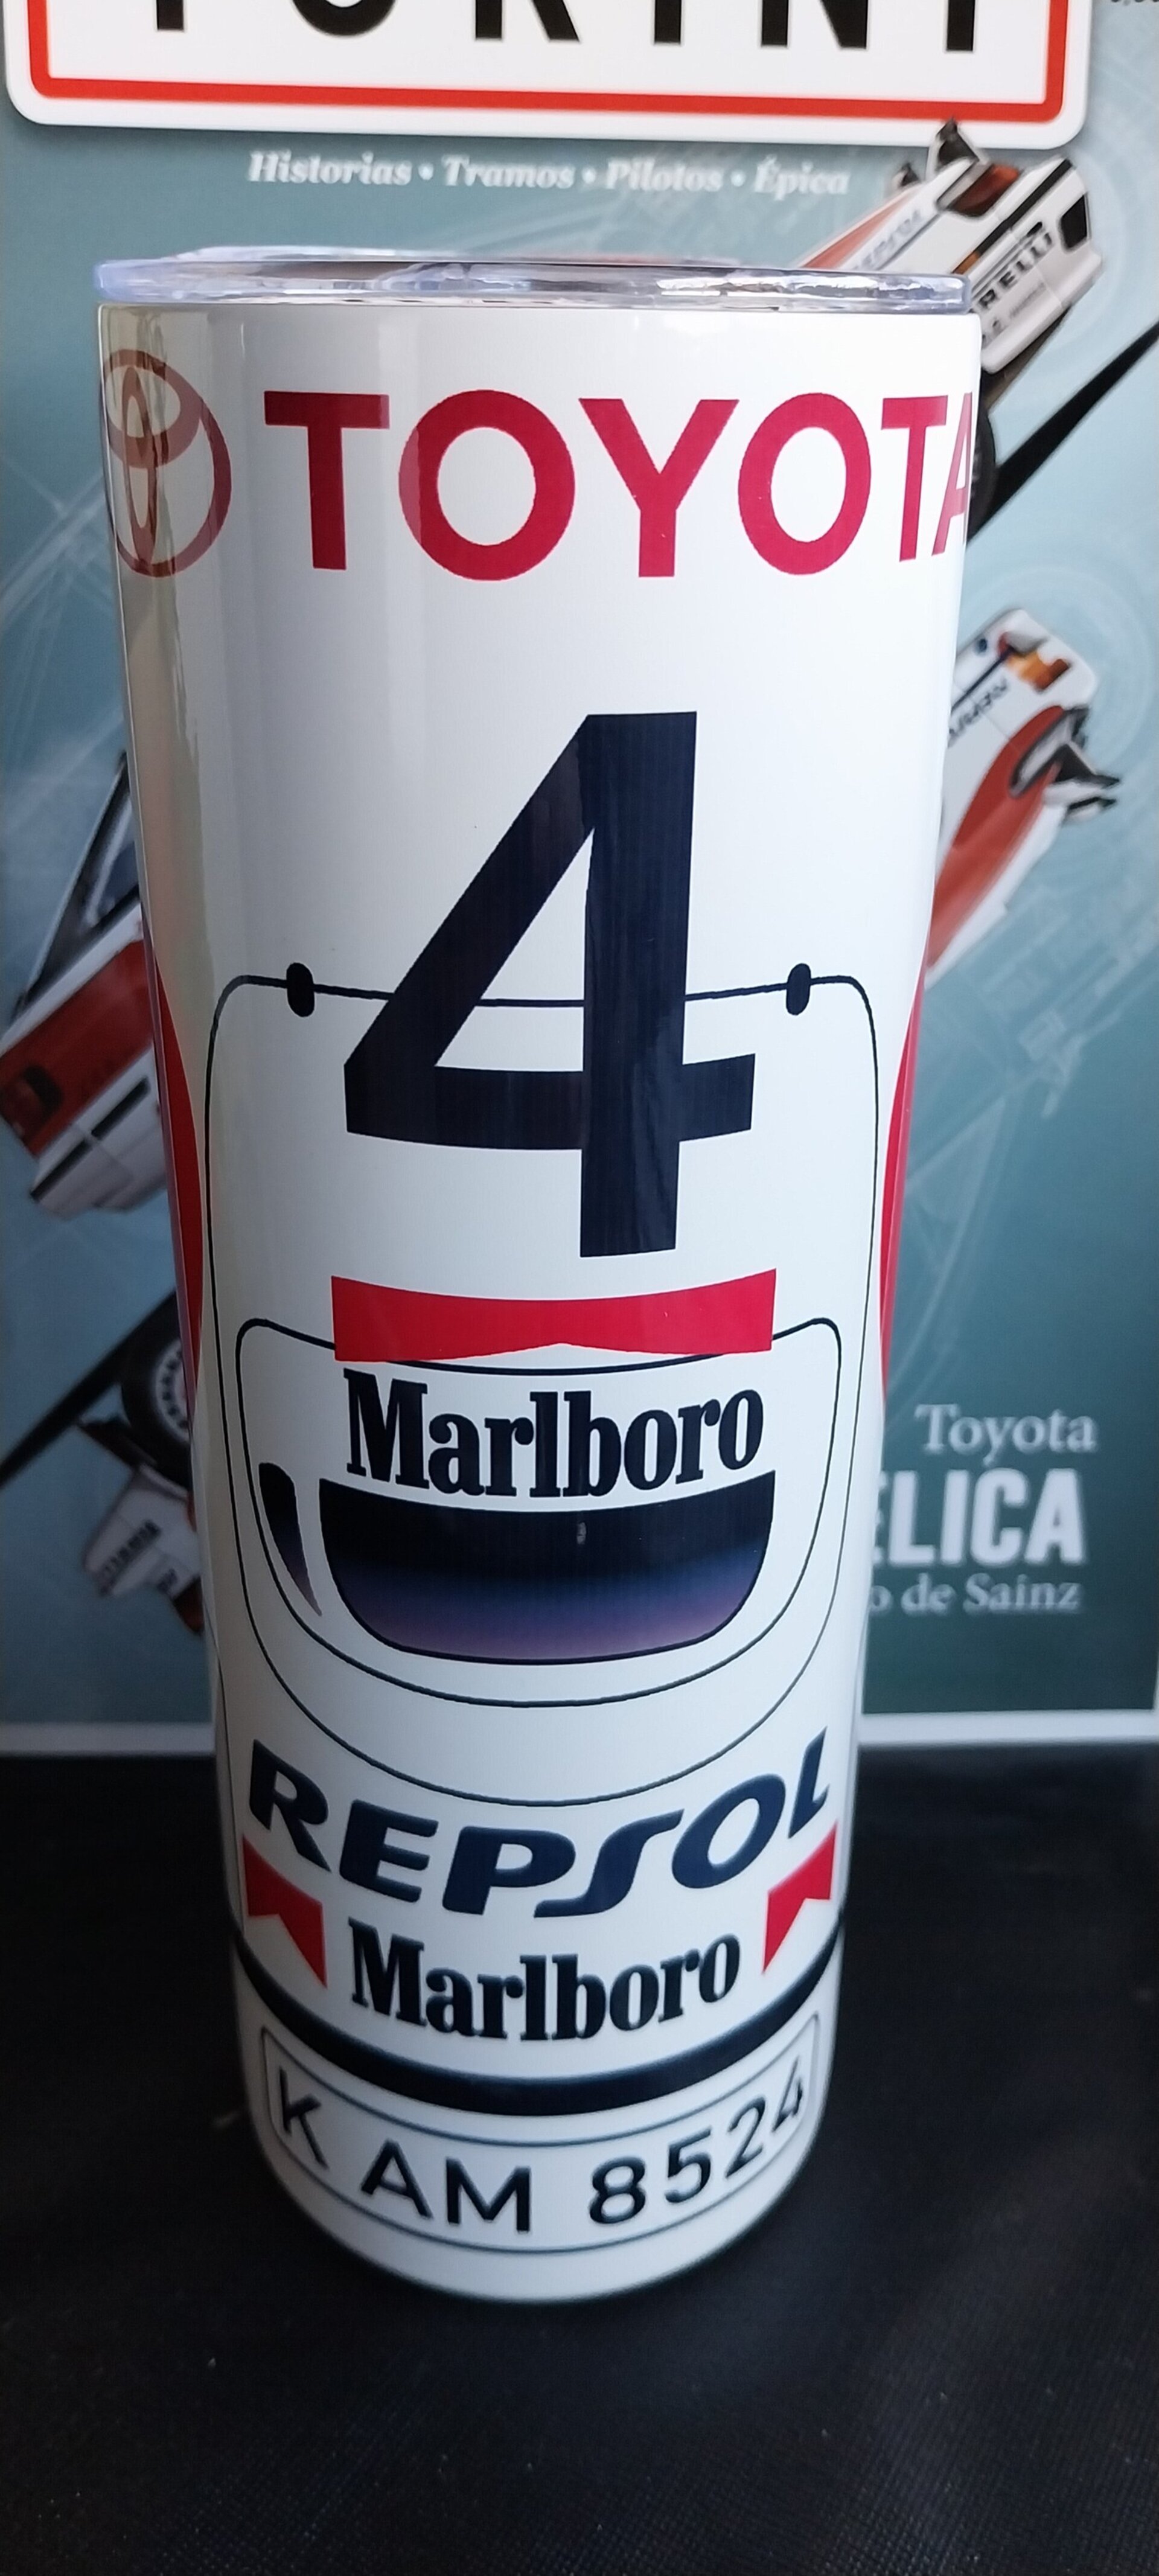 Historias • Tramos • Pilotos • Épica
TOYOTA
4
Marlboro
REPSOL
Marlboro
K AM 8524
Toyota
ELICA
o de Sainz